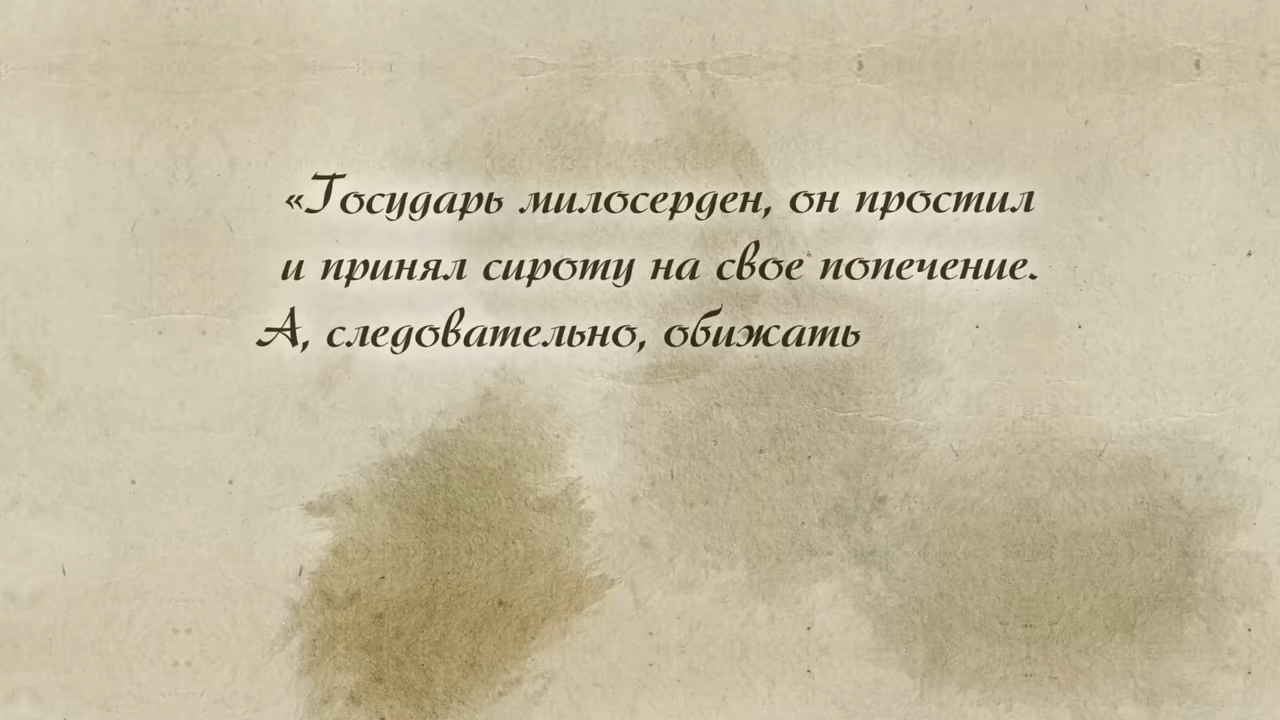 «Государь милосерден, он простил
и принял сироту на свое попечение.
А, следовательно, обижать